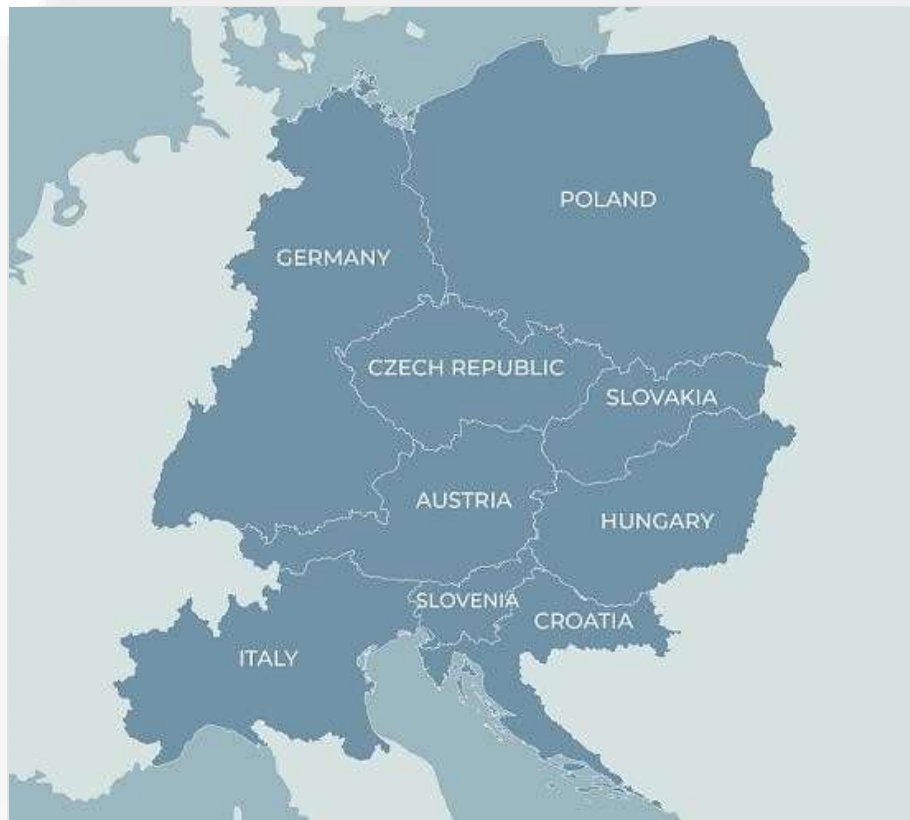 POLAND
GERMANY
CZECH REPUBLIC
SLOVAKIA
AUSTRIA
HUNGARY
SLOVENIA
CROATIA
ITALY